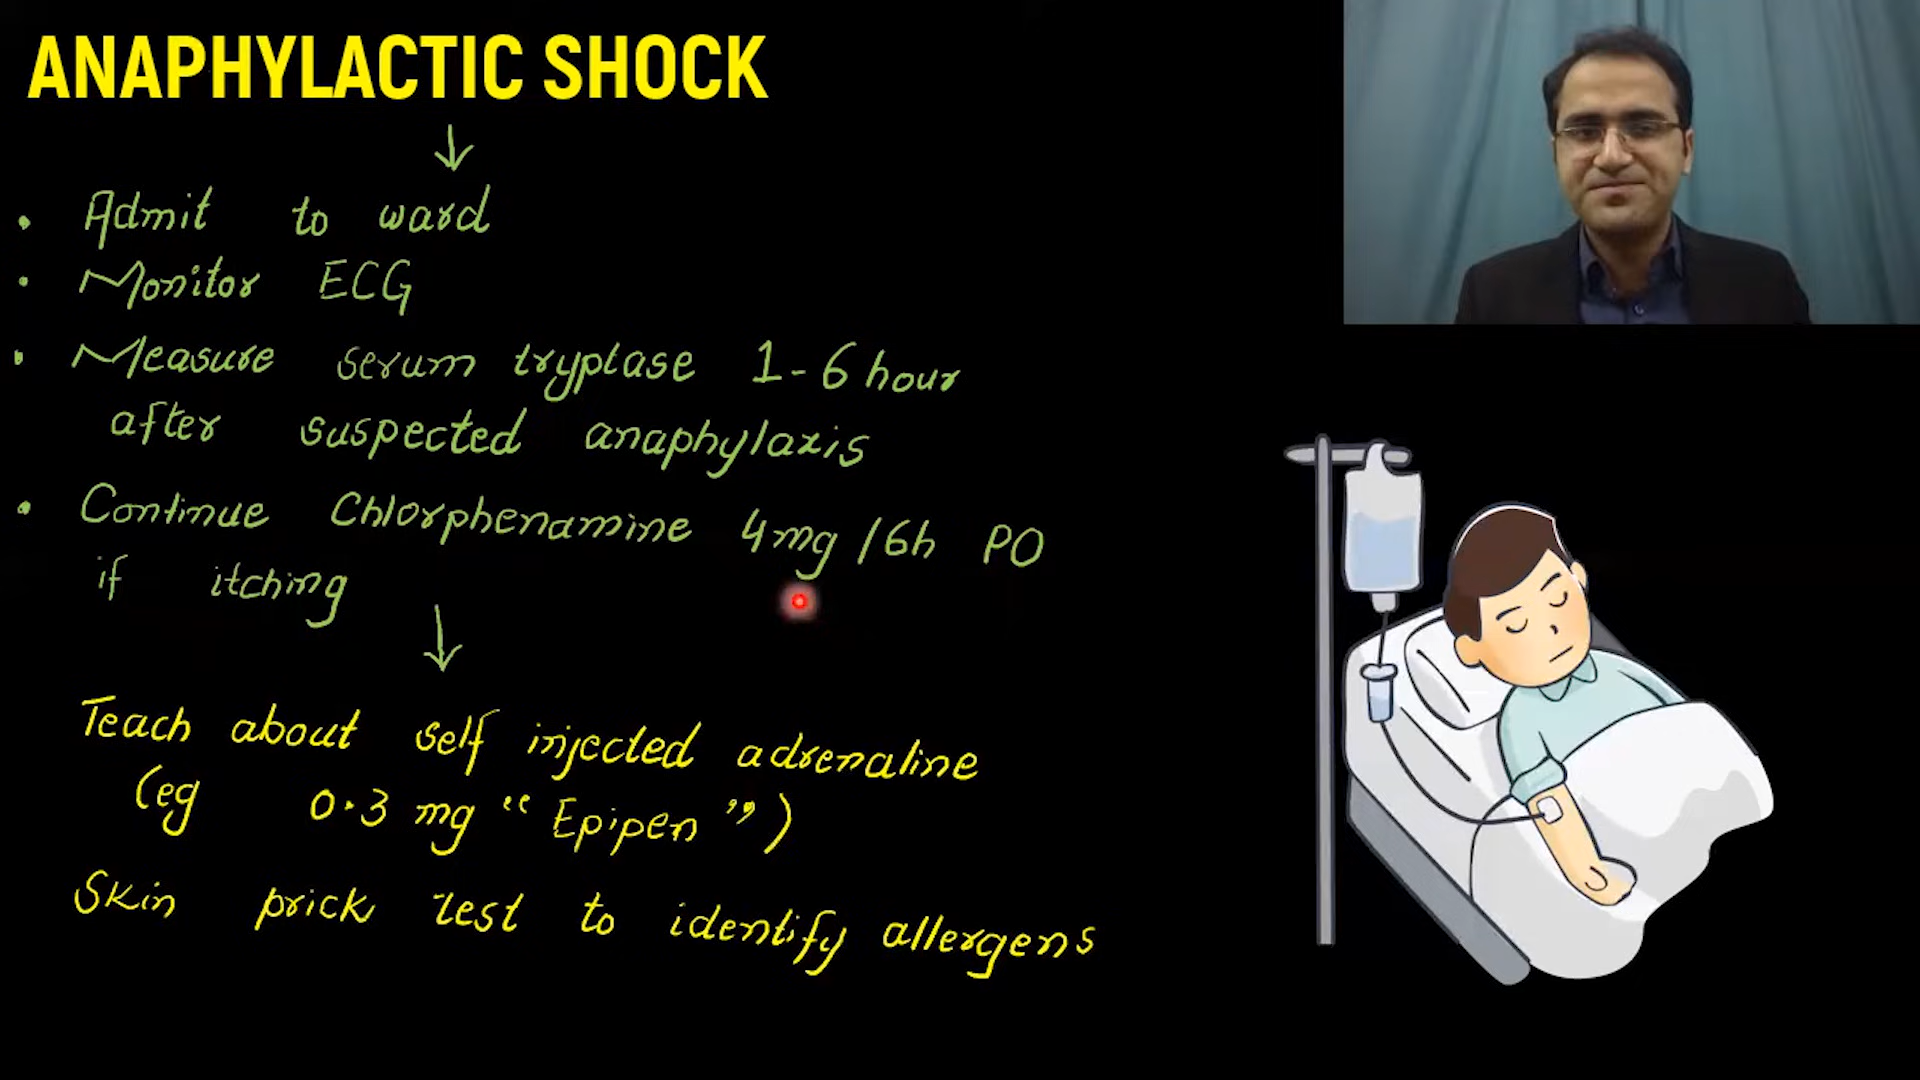 ANAPHYLACTIC SHOCK
• Admit to ward
• Monitor ECG
• Measure serum tryptase 1-6 hour
after suspected anaphylaxis
• Continue Chlorphenamine 4mg/6h PO
if itching
Teach about self injected adrenaline
(eg 0.3 mg “Epipen”)
Skin prick test to identify allergens